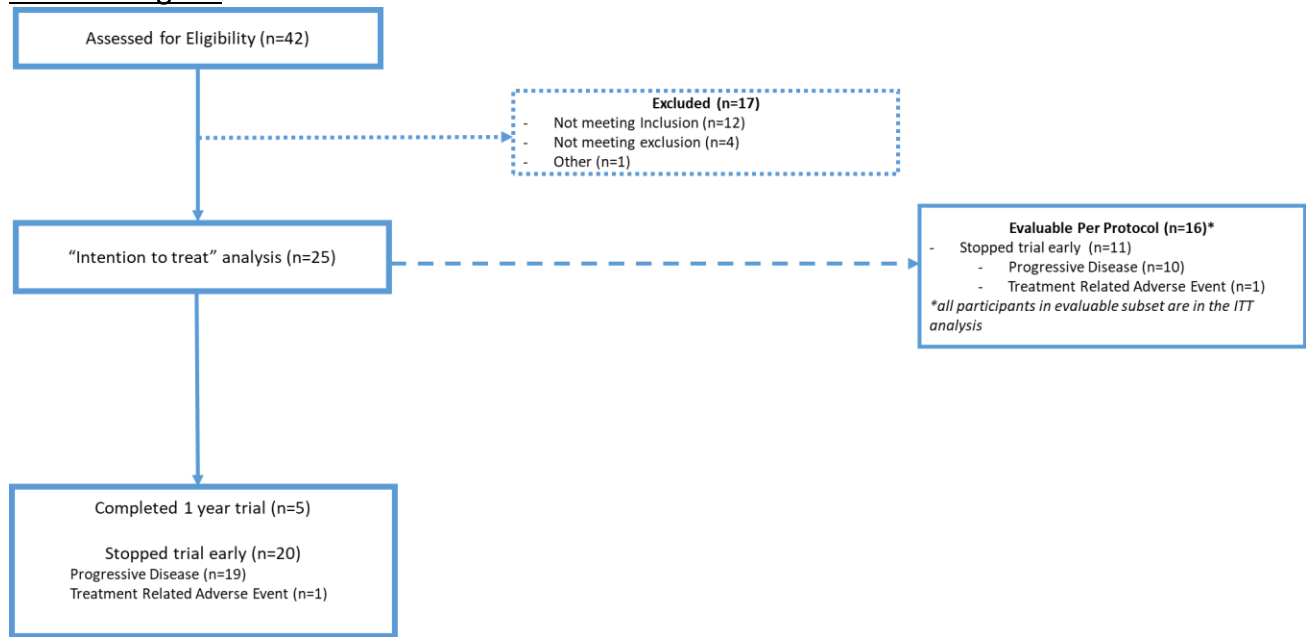 Assessed for Eligibility (n=42)
Excluded (n=17)
- Not meeting Inclusion (n=12)
- Not meeting exclusion (n=4)
- Other (n=1)
"Intention to treat" analysis (n=25)
Evaluable Per Protocol (n=16)*
- Stopped trial early (n=11)
- Progressive Disease (n=10)
- Treatment Related Adverse Event (n=1)
*all participants in evaluable subset are in the ITT
analysis
Completed 1 year trial (n=5)
Stopped trial early (n=20)
Progressive Disease (n=19)
Treatment Related Adverse Event (n=1)